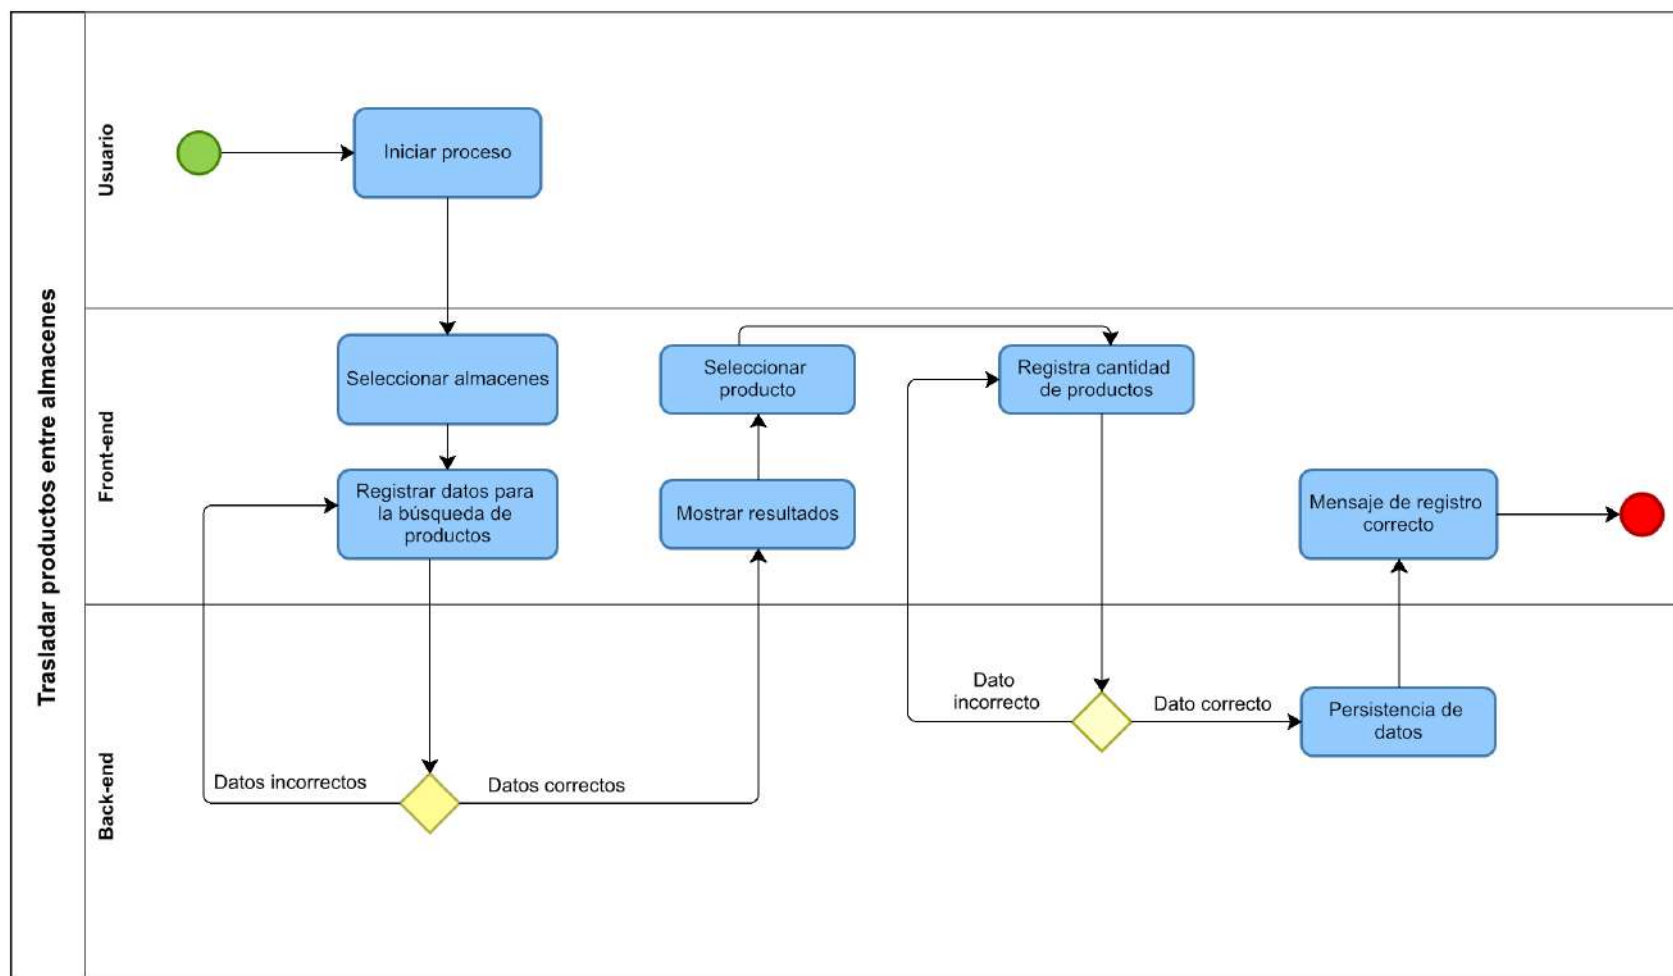 Trasladar productos entre almacenes
Usuario
Iniciar proceso
Front-end
Seleccionar almacenes
Registrar datos para
la búsqueda de
productos
Seleccionar
producto
Mostrar resultados
Registra cantidad
de productos
Mensaje de registro
correcto
Back-end
Datos incorrectos
Datos correctos
Dato
incorrecto
Dato correcto
Persistencia de
datos